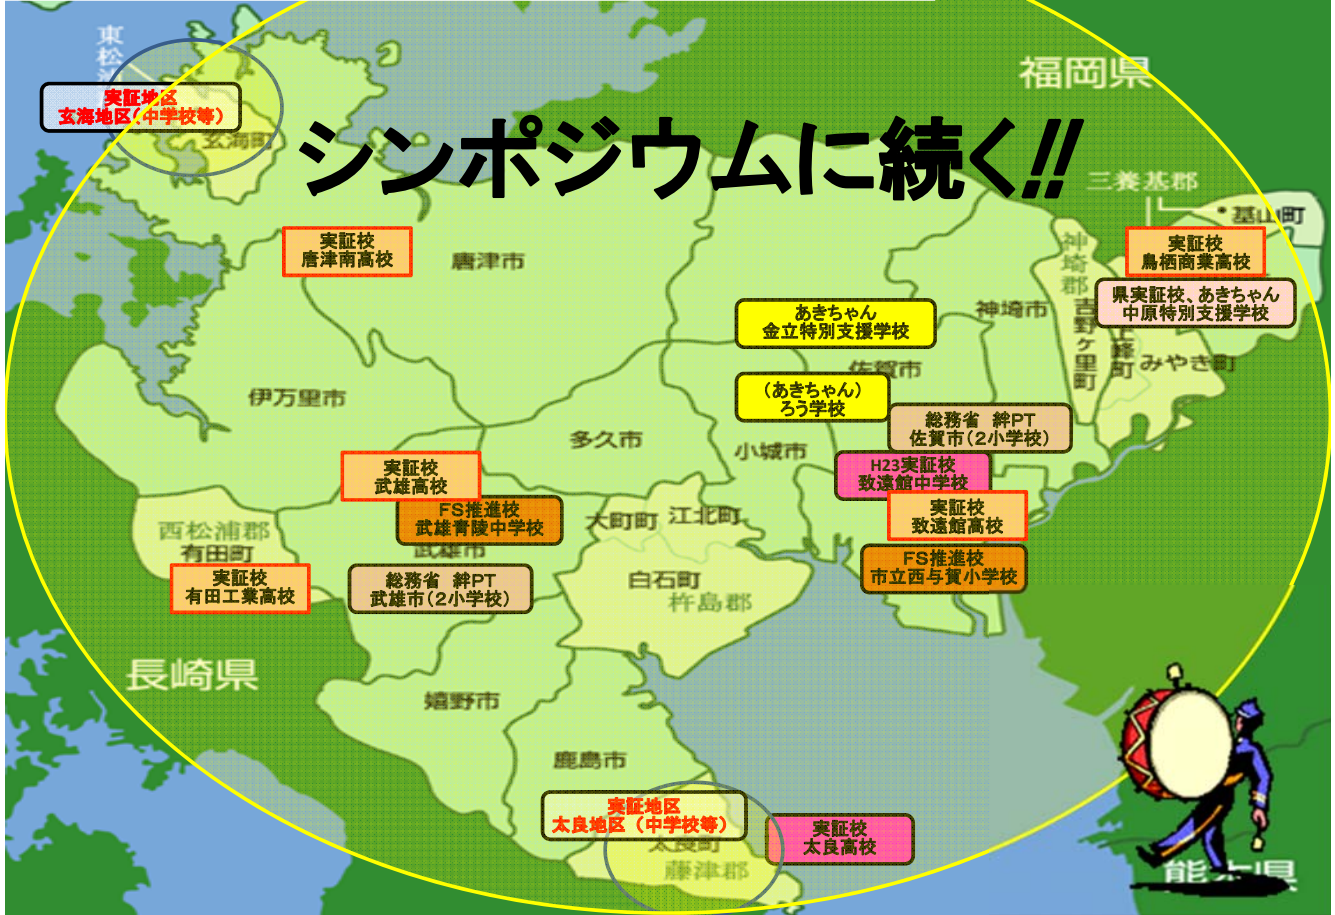 東松浦
福岡県
実証地区
玄海地区(中学校等)
玄海町
シンポジウムに続く!!
三養基郡
基山町
実証校
唐津南高校
唐津市
神埼郡
吉野ヶ里町
実証校
鳥栖商業高校
県実証校、あきちゃん
中原特別支援学校
上峰町
みやき町
あきちゃん
金立特別支援学校
神埼市
佐賀市
(あきちゃん)
ろう学校
伊万里市
多久市
小城市
総務省 絆PT
佐賀市(2小学校)
実証校
武雄高校
H23実証校
致遠館中学校
FS推進校
武雄青陵中学校
武雄市
大町町
江北町
実証校
致遠館高校
西松浦郡
有田町
実証校
有田工業高校
総務省 絆PT
武雄市(2小学校)
白石町
杵島郡
FS推進校
市立西与賀小学校
長崎県
嬉野市
鹿島市
実証地区
太良地区(中学校等)
太良町
藤津郡
実証校
太良高校
熊本県